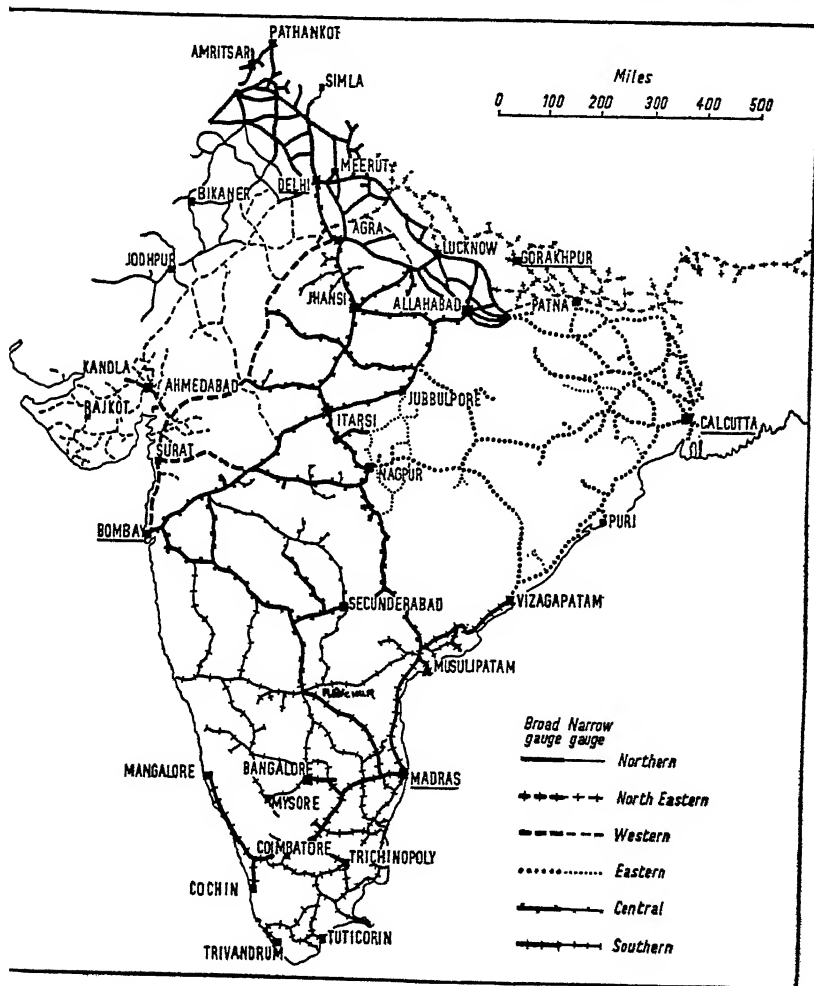 PATHANKOT
AMRITSAR
SIMLA
Miles
0 100 200 300 400 500
MEERUT
DELHI
BIKANER
AGRA
LUCKNOW
GORAKHPUR
JODHPUR
JHANSI
ALLAHABAD
PATNA
KANDLA
AHMEDABAD
RAJKOT
JUBBULPORE
ITARSI
CALCUTTA
SURAT
NAGPUR
BOMBAY
PURI
SECUNDERABAD
VIZAGAPATAM
MUSULIPATAM
Broad Narrow
gauge gauge
Northern
North Eastern
Western
Eastern
Central
Southern
MANGALORE
BANGALORE
MADRAS
MYSORE
COIMBATORE
TRICHINOPOLY
COCHIN
TUTICORIN
TRIVANDRUM